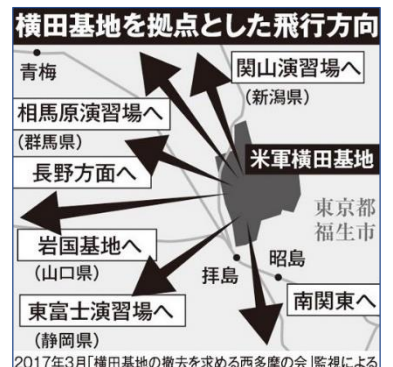 横田基地を拠点とした飛行方向
青梅
関山演習場へ
(新潟県)
相馬原演習場へ
(群馬県)
米軍横田基地
長野方面へ
東京都
福生市
岩国基地へ
(山口県)
拝島
昭島
東富士演習場へ
(静岡県)
南関東へ
2017年3月「横田基地の撤去を求める西多摩の会」監視による